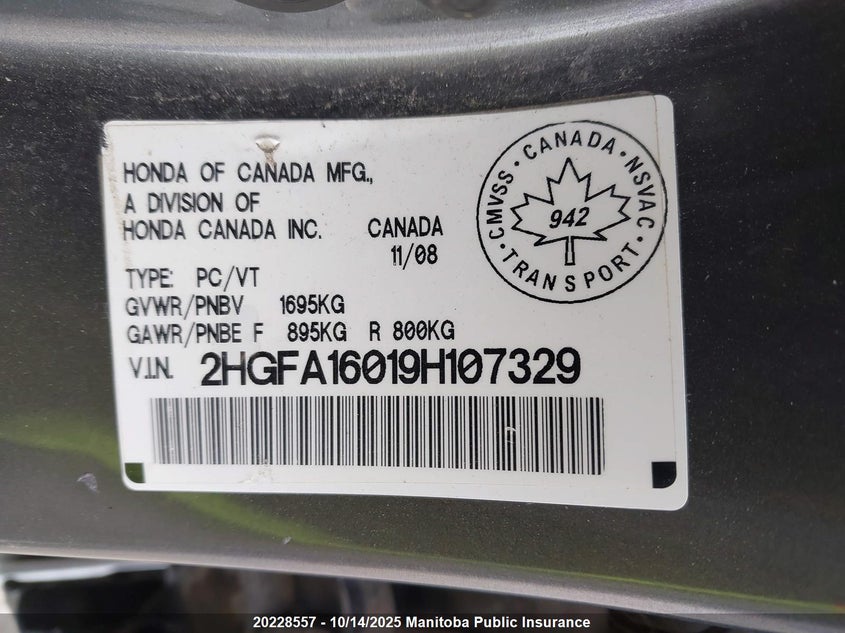 HONDA OF CANADA MFG.,
A DIVISION OF
HONDA CANADA INC. CANADA
11/08
TYPE: PC/VT
GVWR/PNBV 1695KG
GAWR/PNBE F 895KG R 800KG
V.I.N. 2HGFA16019H107329
CMVSS · CANADA · NSVAC
942
· TRANSPORT ·
20228557 - 10/14/2025 Manitoba Public Insurance